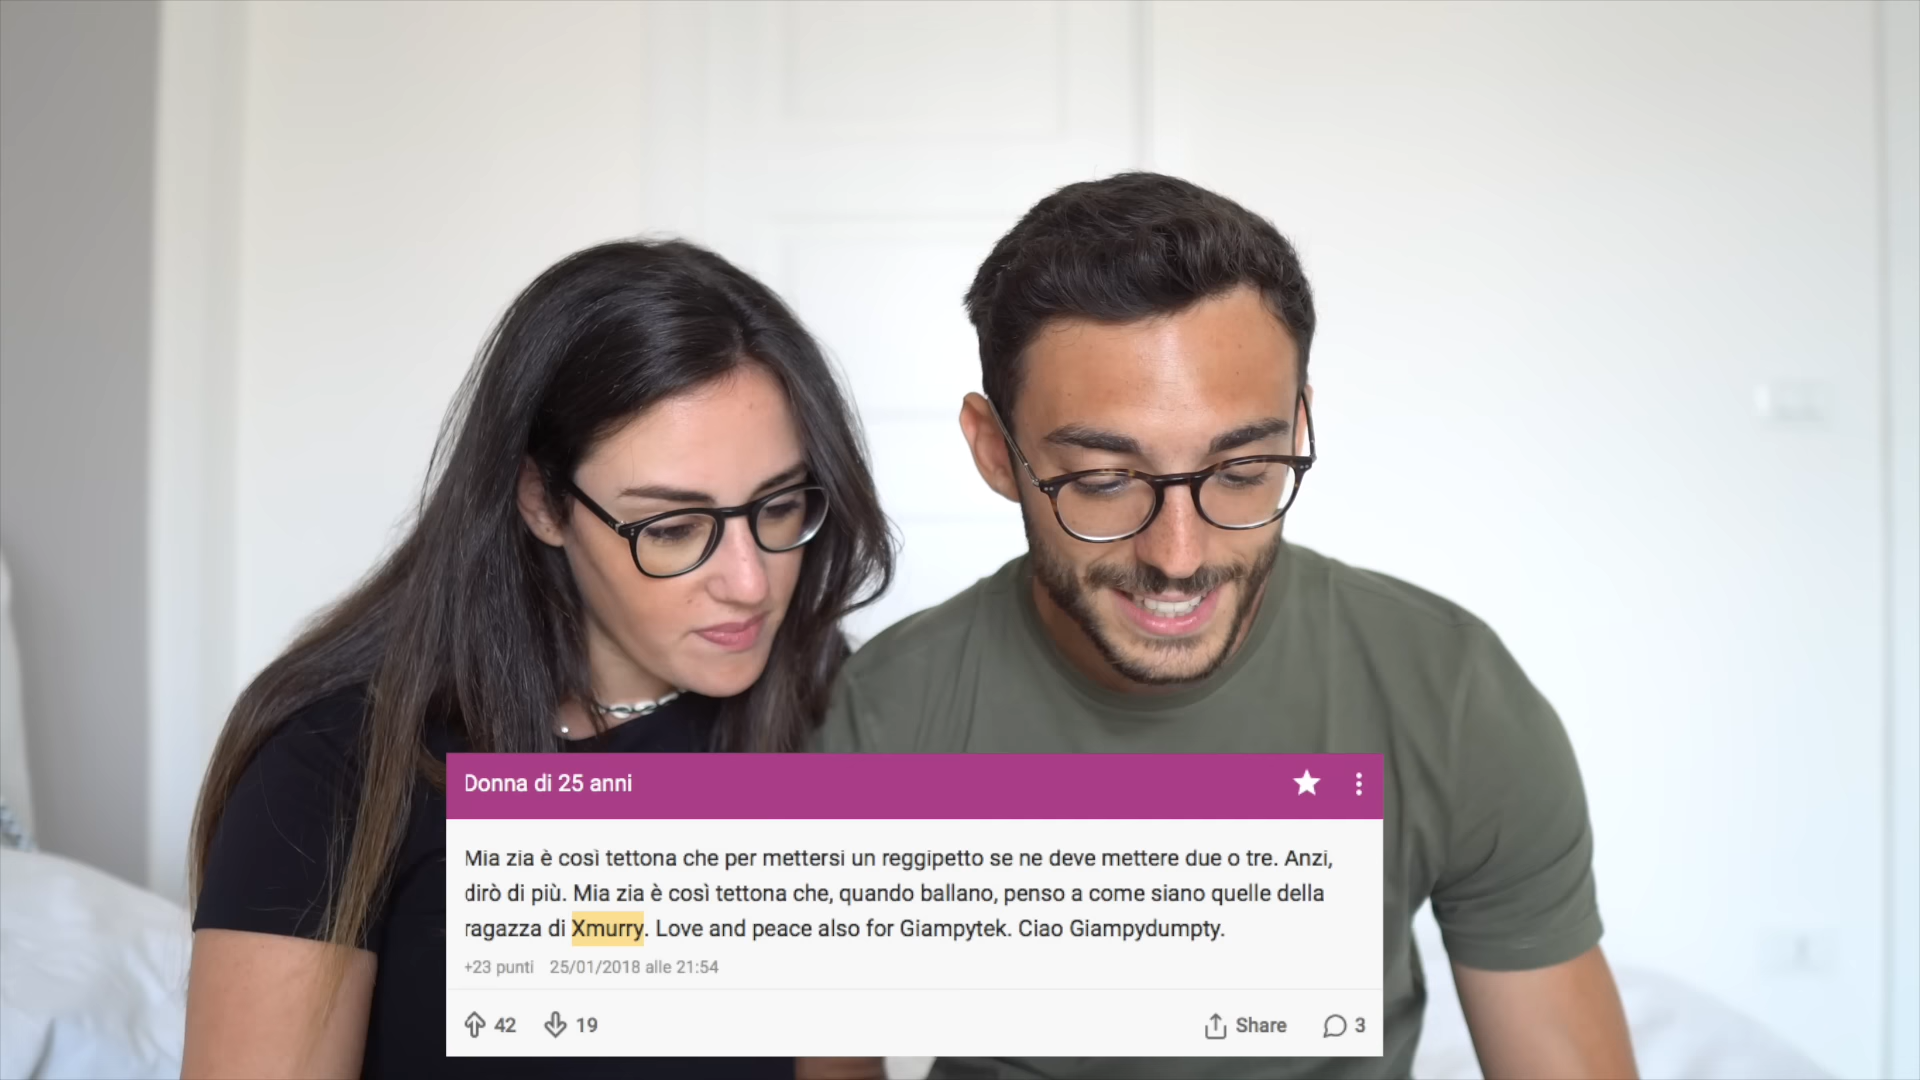 Donna di 25 anni
Mia zia è così tettona che per mettersi un reggipetto se ne deve mettere due o tre. Anzi,
dirò di più. Mia zia è così tettona che, quando ballano, penso a come siano quelle della
ragazza di Xmurry. Love and peace also for Giampytek. Ciao Giampydumpty.
+23 punti 25/01/2018 alle 21:54
42 19 Share 3